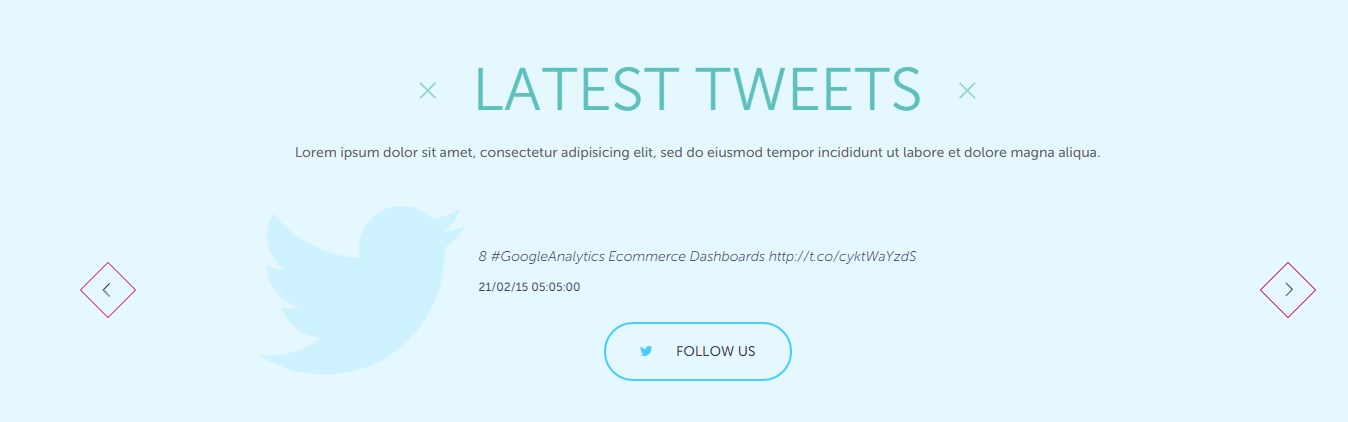 LATEST TWEETS
Lorem ipsum dolor sit amet, consectetur adipisicing elit, sed do eiusmod tempor incididunt ut labore et dolore magna aliqua.
8 #GoogleAnalytics Ecommerce Dashboards http://t.co/cyktWaYzdS
21/02/15 05:05:00
FOLLOW US